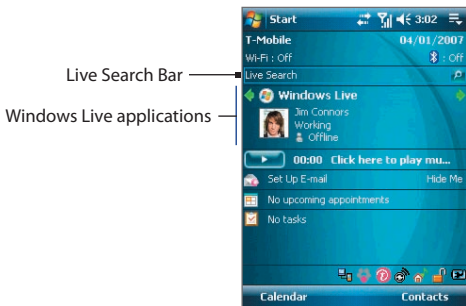 Start 3:02
T-Mobile 04/01/2007
Wi-Fi : Off : Off
Live Search Bar
Live Search
Windows Live applications
Windows Live
Jim Connors
Working
Offline
00:00 Click here to play mu...
Set Up E-mail Hide Me
No upcoming appointments
No tasks
Calendar Contacts